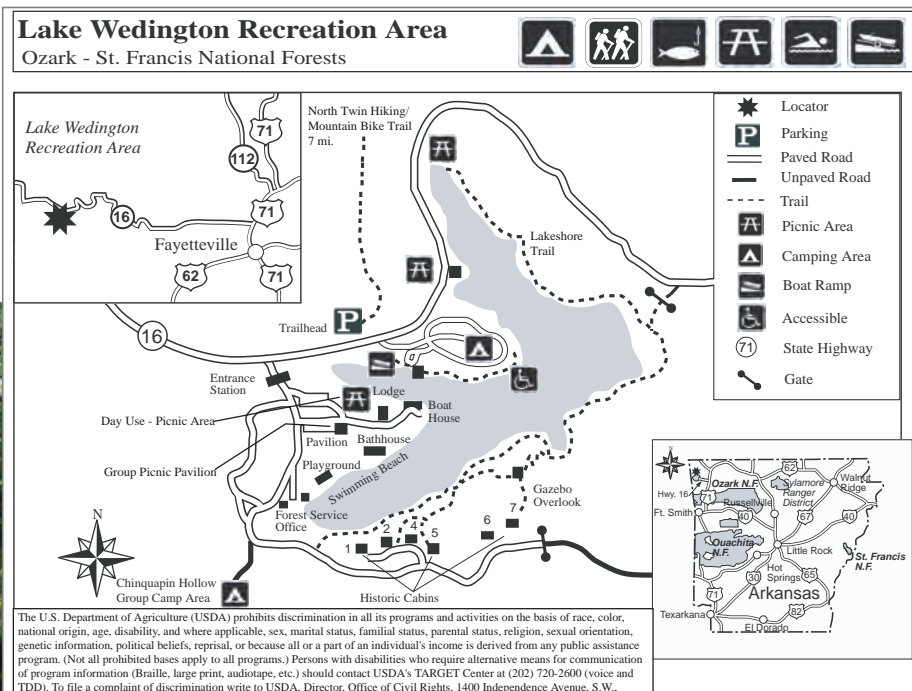 Lake Wedington Recreation Area
Ozark - St. Francis National Forests
Lake Wedington
Recreation Area
71
112
71
16
Fayetteville
62
71
North Twin Hiking/
Mountain Bike Trail
7 mi.
Lakeshore
Trail
Locator
P
Parking
Paved Road
Unpaved Road
Trail
Picnic Area
Camping Area
Boat Ramp
Accessible
71
State Highway
Gate
Trailhead
P
16
Entrance
Station
Lodge
Boat
House
Day Use - Picnic Area
Pavilion
Bathhouse
Group Picnic Pavilion
Playground
Swimming Beach
Gazebo
Overlook
Forest Service
Office
1
2
4
5
6
7
N
Chinquapin Hollow
Group Camp Area
Historic Cabins
N
62
Ozark N.F.
Sylamore
Ranger
District
Walnut
Ridge
Hwy. 16
71
Russellville
Ft. Smith
40
67
40
Ouachita
N.F.
Little Rock
St. Francis
N.F.
Hot
Springs
30
65
71
Arkansas
82
Texarkana
El Dorado
The U.S. Department of Agriculture (USDA) prohibits discrimination in all its programs and activities on the basis of race, color,
national origin, age, disability, and where applicable, sex, marital status, familial status, parental status, religion, sexual orientation,
genetic information, political beliefs, reprisal, or because all or a part of an individual's income is derived from any public assistance
program. (Not all prohibited bases apply to all programs.) Persons with disabilities who require alternative means for communication
of program information (Braille, large print, audiotape, etc.) should contact USDA's TARGET Center at (202) 720-2600 (voice and
TDD). To file a complaint of discrimination write to USDA, Director, Office of Civil Rights, 1400 Independence Avenue, S.W.,